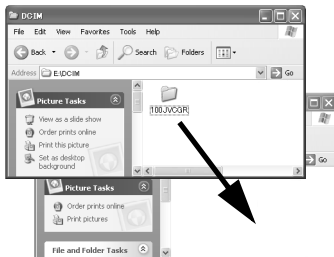 DCIM
File Edit View Favorites Tools Help
Back Search Folders
Address E:\DCIM Go
Picture Tasks
View as a slide show
Order prints online
Print this picture
Set as desktop
background
100JVCGR
Go
Picture Tasks
Order prints online
Print pictures
File and Folder Tasks